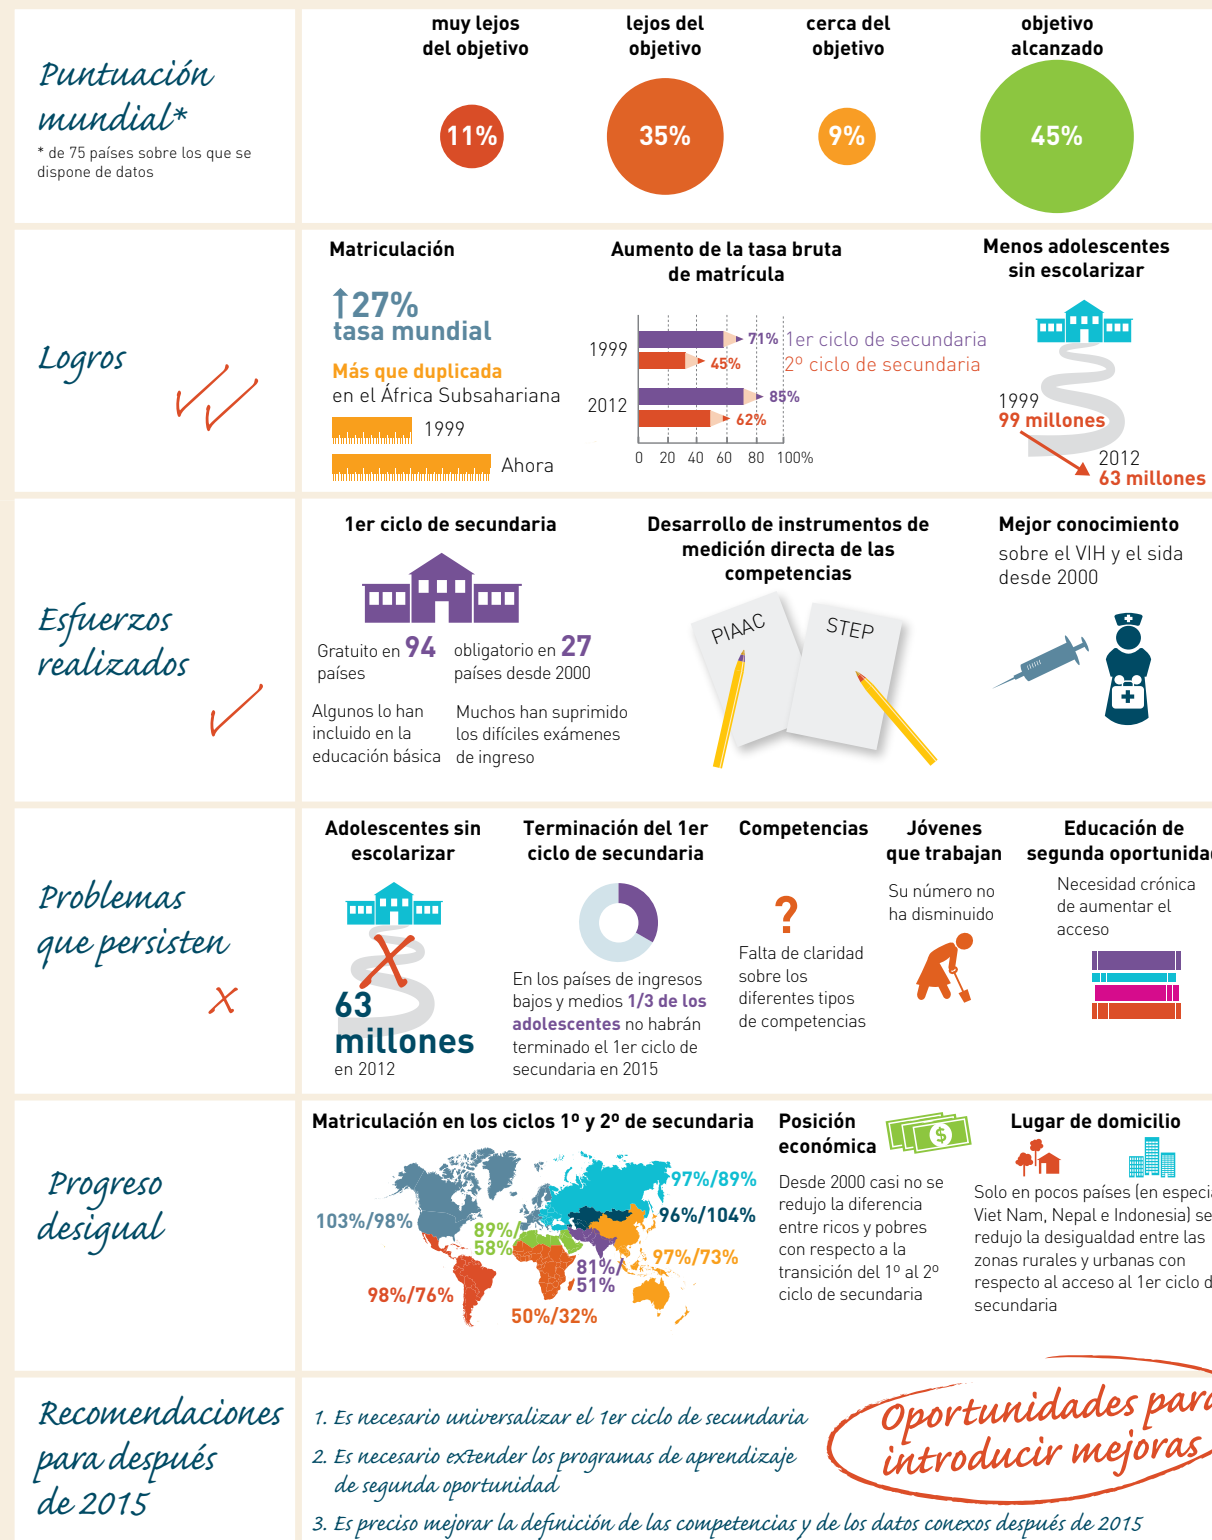 Puntuación
mundial*
* de 75 países sobre los que se
dispone de datos
muy lejos
del objetivo
11%
lejos del
objetivo
35%
cerca del
objetivo
9%
objetivo
alcanzado
45%
Logros
Matriculación
↑27%
tasa mundial
Más que duplicada
en el África Subsahariana
1999
Ahora
Aumento de la tasa bruta
de matrícula
1999
71% 1er ciclo de secundaria
45% 2º ciclo de secundaria
2012
85%
62%
0 20 40 60 80 100%
Menos adolescentes
sin escolarizar
1999
99 millones
2012
63 millones
Esfuerzos
realizados
1er ciclo de secundaria
Gratuito en 94
países
obligatorio en 27
países desde 2000
Algunos lo han
incluido en la
educación básica
Muchos han suprimido
los difíciles exámenes
de ingreso
Desarrollo de instrumentos de
medición directa de las
competencias
PIAAC
STEP
Mejor conocimiento
sobre el VIH y el sida
desde 2000
Problemas
que persisten
Adolescentes sin
escolarizar
63
millones
en 2012
Terminación del 1er
ciclo de secundaria
En los países de ingresos
bajos y medios 1/3 de los
adolescentes no habrán
terminado el 1er ciclo de
secundaria en 2015
Competencias
?
Falta de claridad
sobre los
diferentes tipos
de competencias
Jóvenes
que trabajan
Su número no
ha disminuido
Educación de
segunda oportunidad
Necesidad crónica
de aumentar el
acceso
Progreso
desigual
Matriculación en los ciclos 1º y 2º de secundaria
97%/89%
103%/98%
96%/104%
89%/
58%
97%/73%
81%/
51%
98%/76%
50%/32%
Posición
económica
$
Desde 2000 casi no se
redujo la diferencia
entre ricos y pobres
con respecto a la
transición del 1º al 2º
ciclo de secundaria
Lugar de domicilio
Solo en pocos países (en especia
Viet Nam, Nepal e Indonesia) se
redujo la desigualdad entre las
zonas rurales y urbanas con
respecto al acceso al 1er ciclo d
secundaria
Recomendaciones
para después
de 2015
1. Es necesario universalizar el 1er ciclo de secundaria
2. Es necesario extender los programas de aprendizaje
de segunda oportunidad
3. Es preciso mejorar la definición de las competencias y de los datos conexos después de 2015
Oportunidades para
introducir mejoras